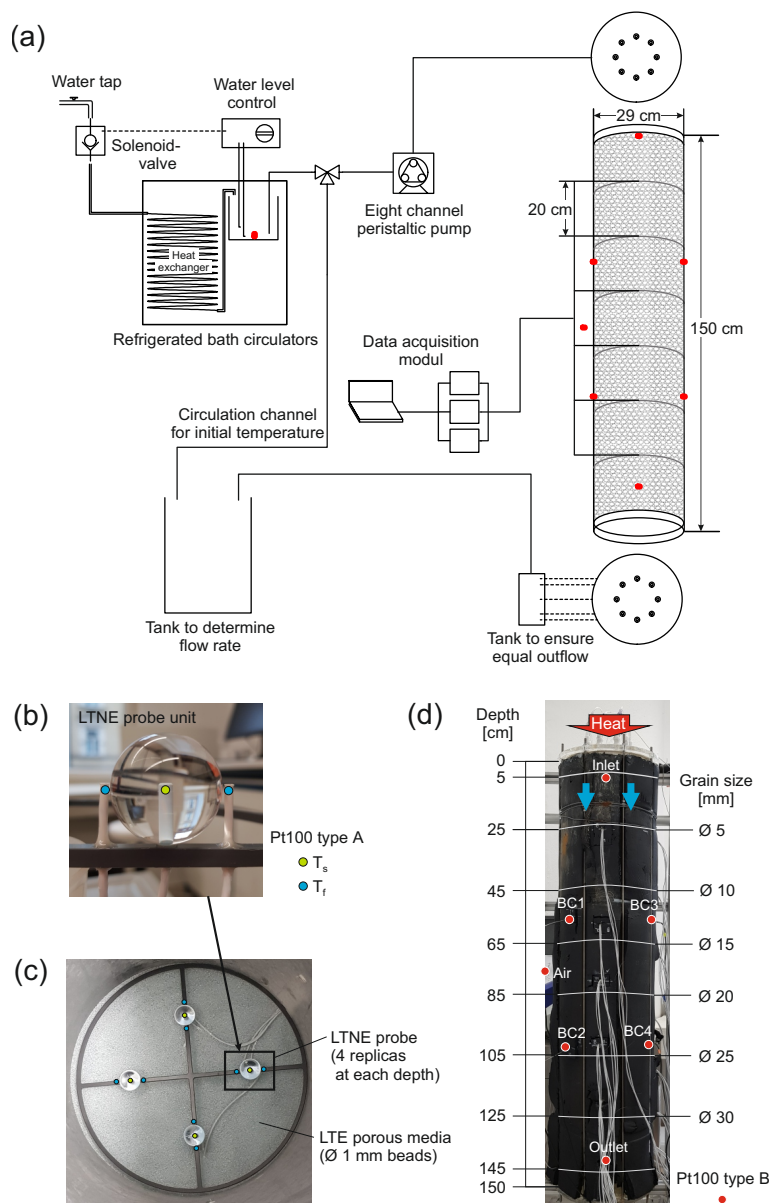 (a)
Water tap
Water level
control
Solenoid-
valve
29 cm
20 cm
150 cm
Eight channel
peristaltic pump
Heat
exchanger
Refrigerated bath circulators
Data acquisition
modul
Circulation channel
for initial temperature
Tank to determine
flow rate
Tank to ensure
equal outflow
(b)
LTNE probe unit
Pt100 type A
T_s
T_f
(c)
LTNE probe
(4 replicas
at each depth)
LTE porous media
(Ø 1 mm beads)
(d)
Depth
[cm]
Heat
0
Inlet
5
Grain size
[mm]
25
Ø 5
45
Ø 10
BC1
BC3
65
Ø 15
Air
85
Ø 20
BC2
BC4
105
Ø 25
125
Ø 30
Outlet
145
150
Pt100 type B